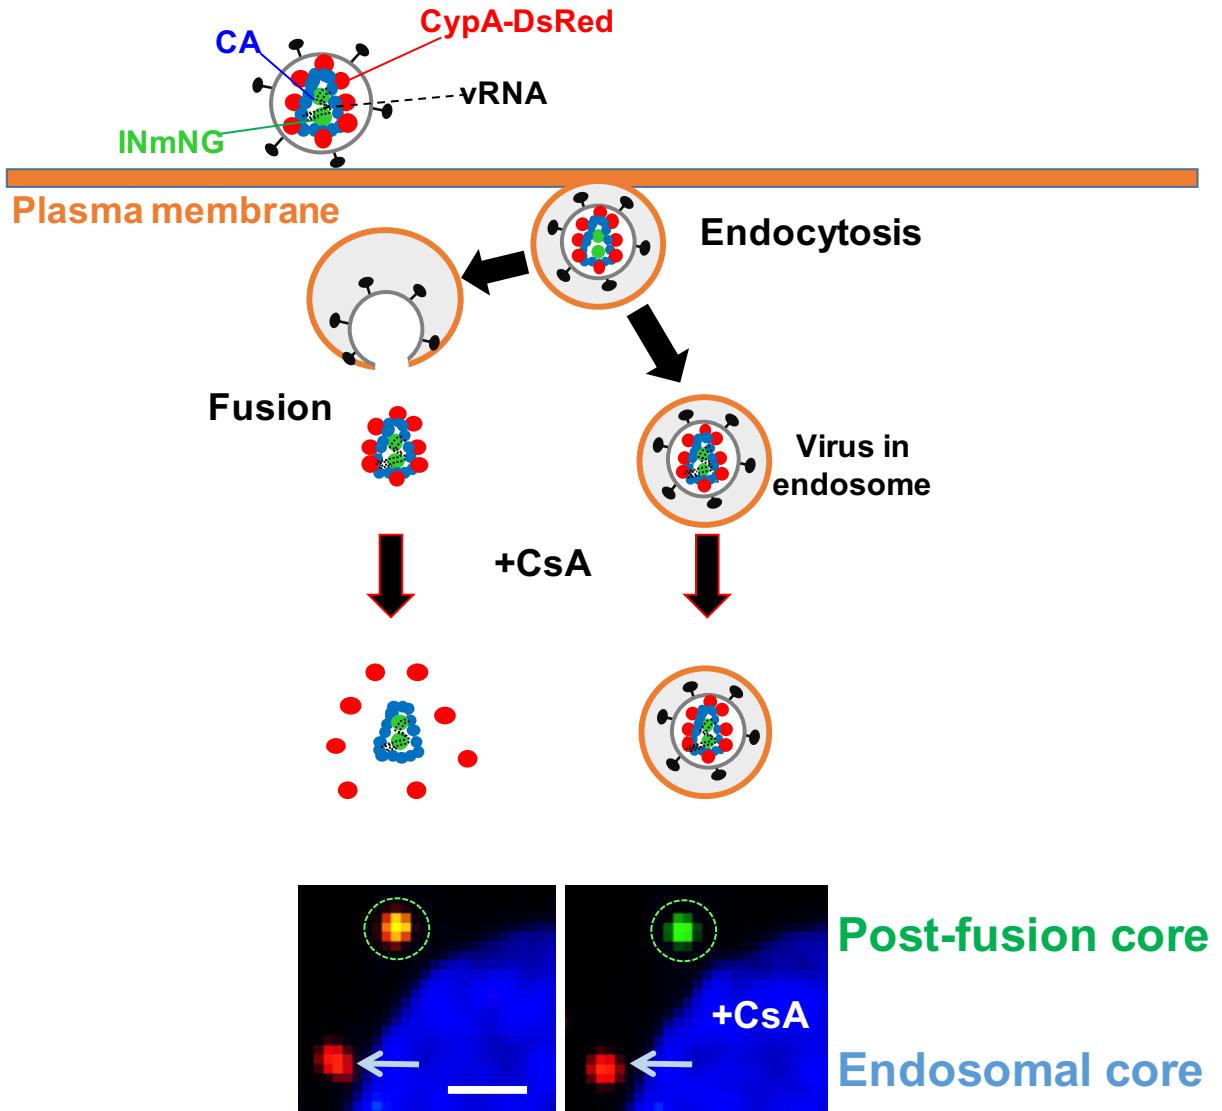 CypA-DsRed
CA
vRNA
INmNG
Plasma membrane
Endocytosis
Fusion
Virus in
endosome
+CsA
Post-fusion core
+CsA
Endosomal core